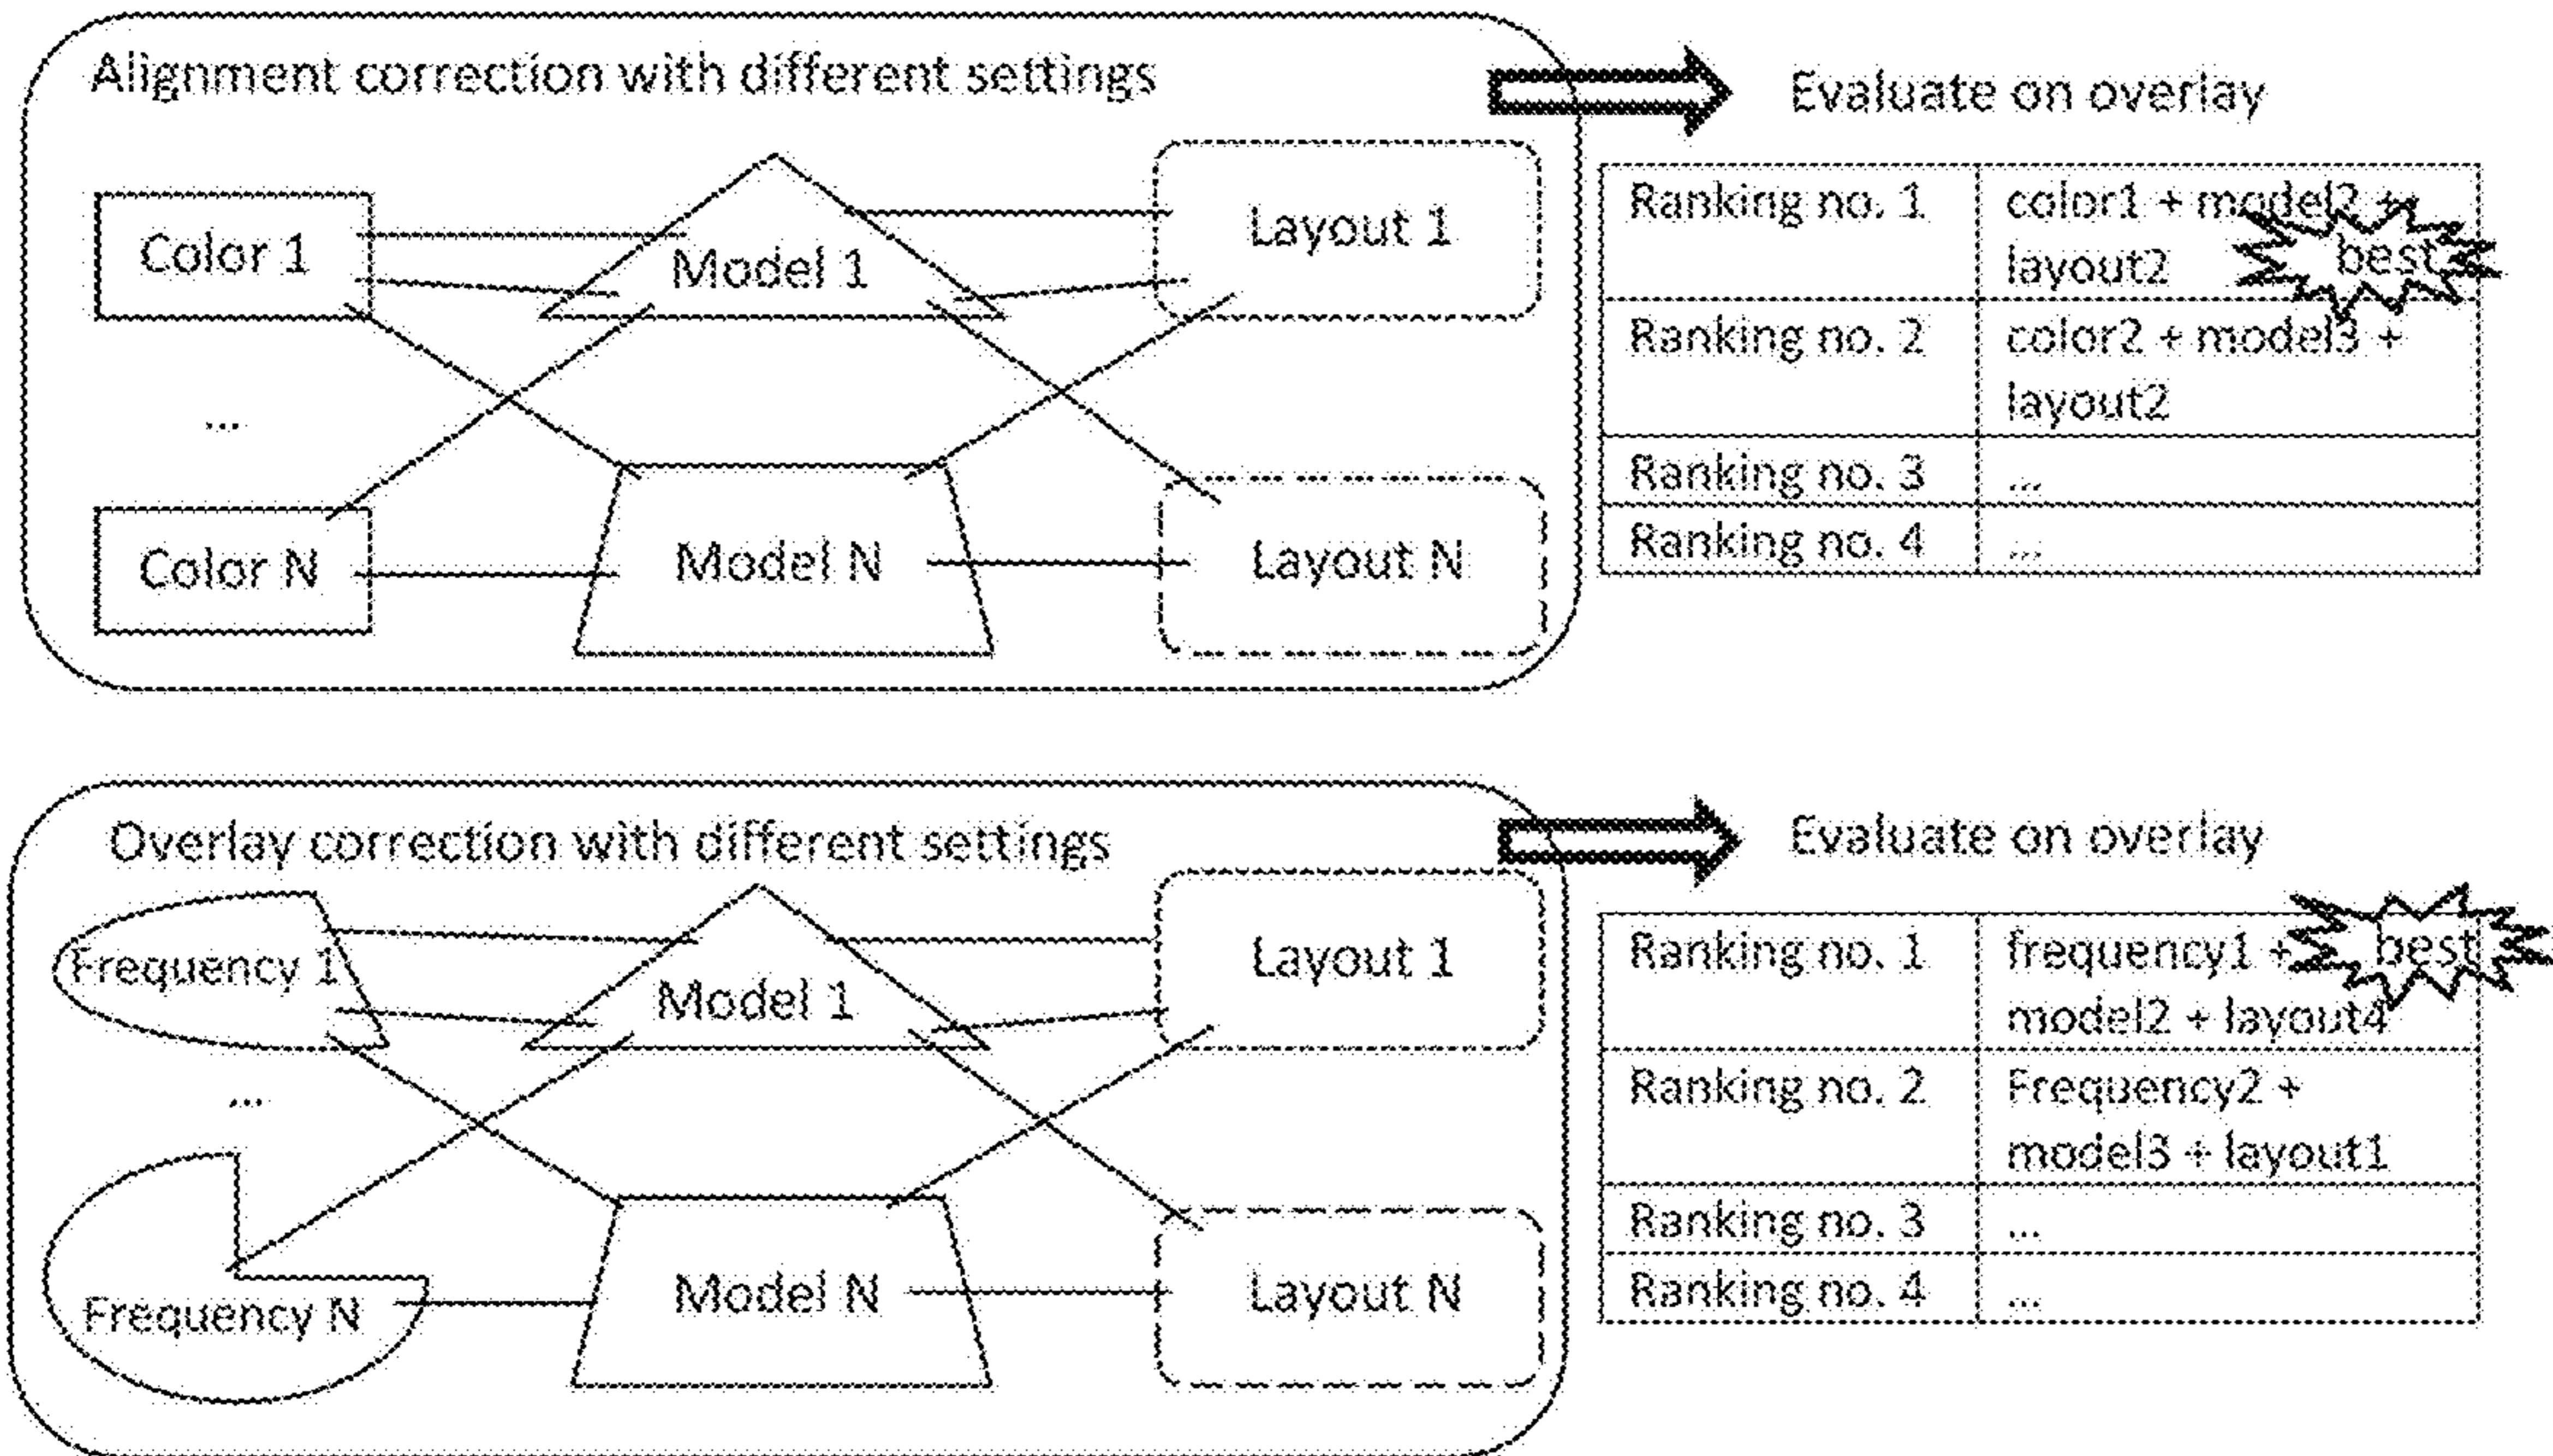 Alignment correction with different settings
Color 1
Model 1
Layout 1
...
Color N
Model N
Layout N
Evaluate on overlay
Ranking no. 1
color1 + model2 +
layout2
best
Ranking no. 2
color2 + model3 +
layout2
Ranking no. 3
...
Ranking no. 4
...
Overlay correction with different settings
Frequency 1
Model 1
Layout 1
...
Frequency N
Model N
Layout N
Evaluate on overlay
Ranking no. 1
frequency1 +
model2 + layout4
best
Ranking no. 2
Frequency2 +
model3 + layout1
Ranking no. 3
...
Ranking no. 4
...